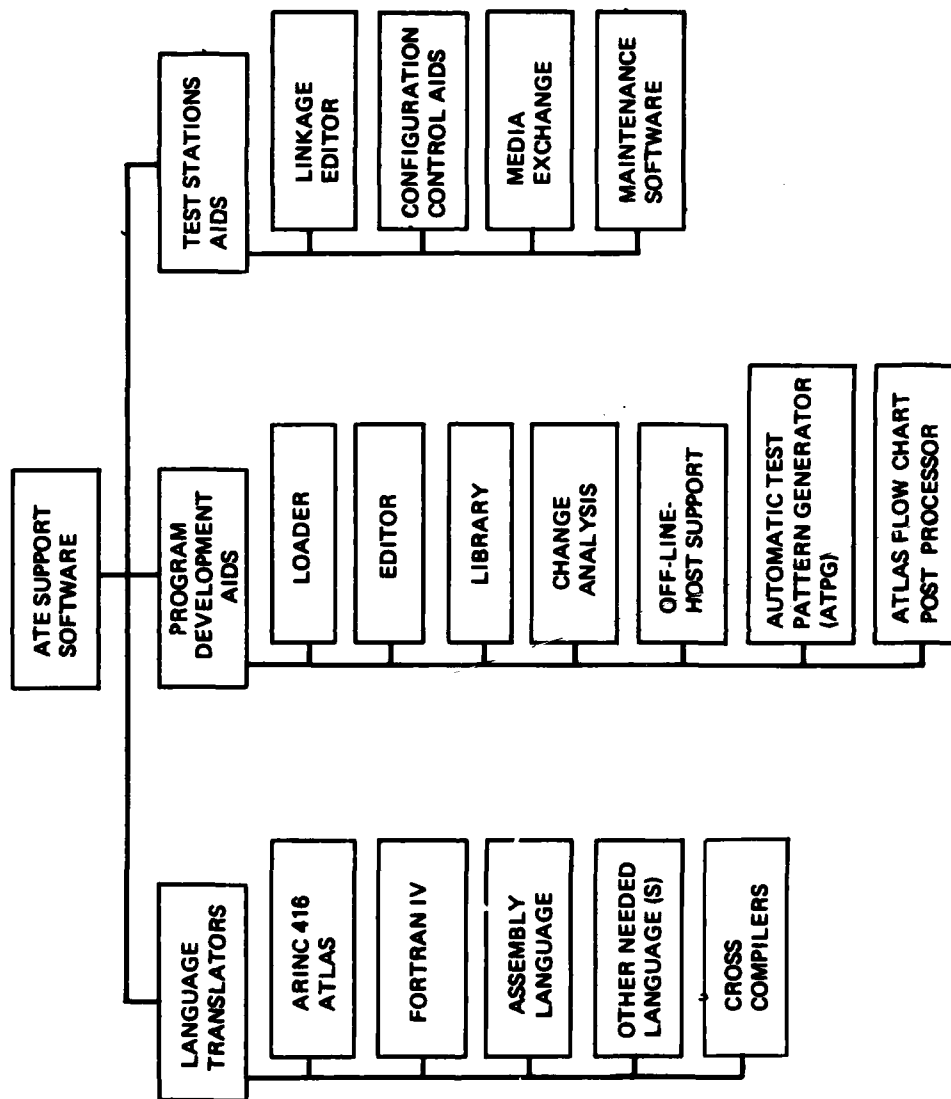 ATE SUPPORT
SOFTWARE
LANGUAGE
TRANSLATORS
ARINC 416
ATLAS
FORTRAN IV
ASSEMBLY
LANGUAGE
OTHER NEEDED
LANGUAGE (S)
CROSS
COMPILERS
PROGRAM
DEVELOPMENT
AIDS
LOADER
EDITOR
LIBRARY
CHANGE
ANALYSIS
OFF-LINE-
HOST SUPPORT
AUTOMATIC TEST
PATTERN GENERATOR
(ATPG)
ATLAS FLOW CHART
POST PROCESSOR
TEST STATIONS
AIDS
LINKAGE
EDITOR
CONFIGURATION
CONTROL AIDS
MEDIA
EXCHANGE
MAINTENANCE
SOFTWARE